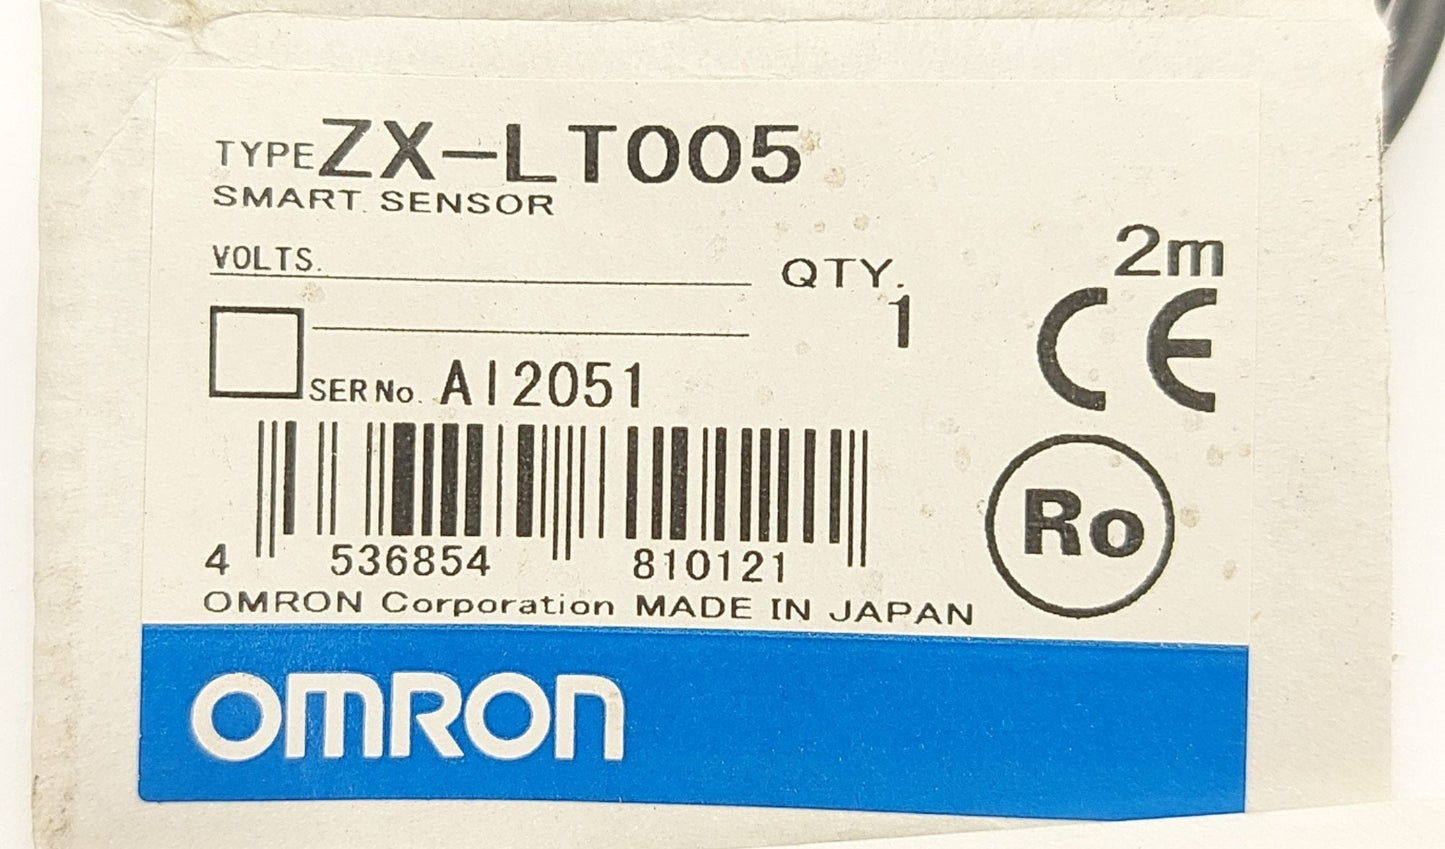 TYPE ZX-LT005
SMART SENSOR
VOLTS.
QTY.
1
2m
CE
SER No. AI2051
Ro
4 536854 810121
OMRON Corporation MADE IN JAPAN
OMRON